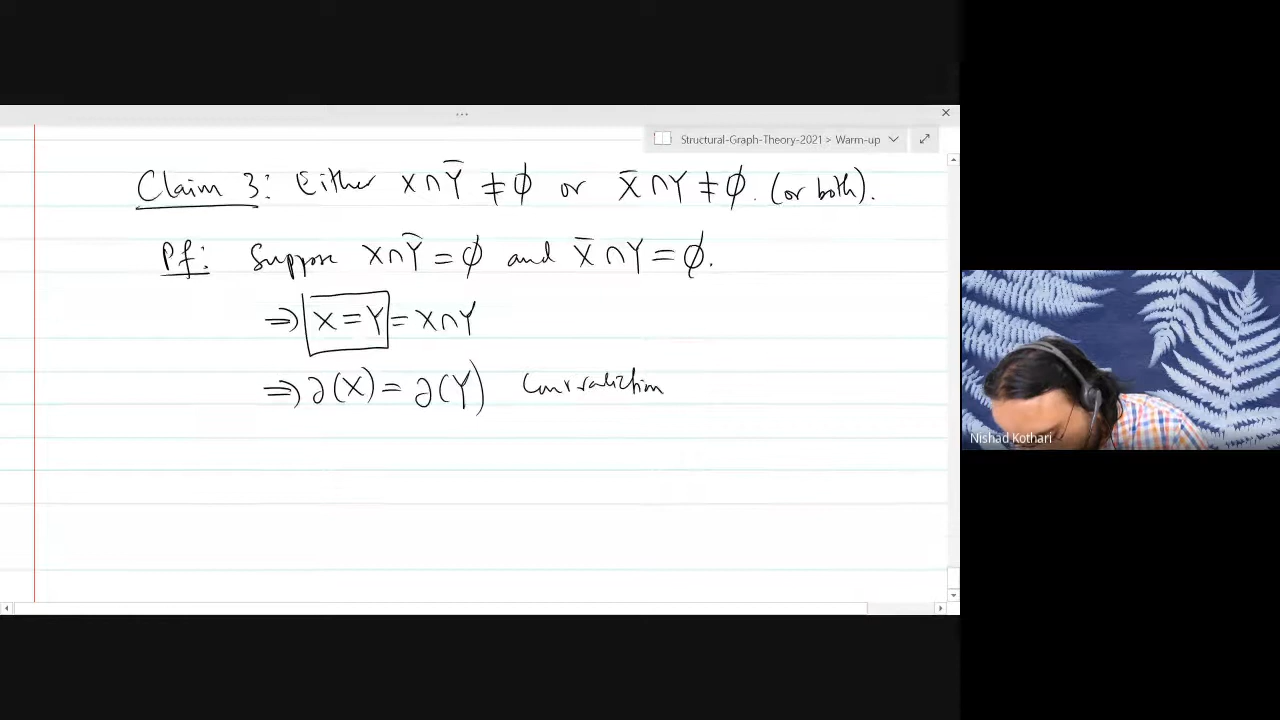 Structural-Graph-Theory-2021 > Warm-up
Claim 3: Either X ∩ Y̅ ≠ ϕ or X̅ ∩ Y ≠ ϕ. (or both).
Pf: Suppose X ∩ Y̅ = ϕ and X̅ ∩ Y = ϕ.
⇒ X = Y = X ∩ Y
⇒ ∂(X) = ∂(Y) Contradiction
Nishad Kothari